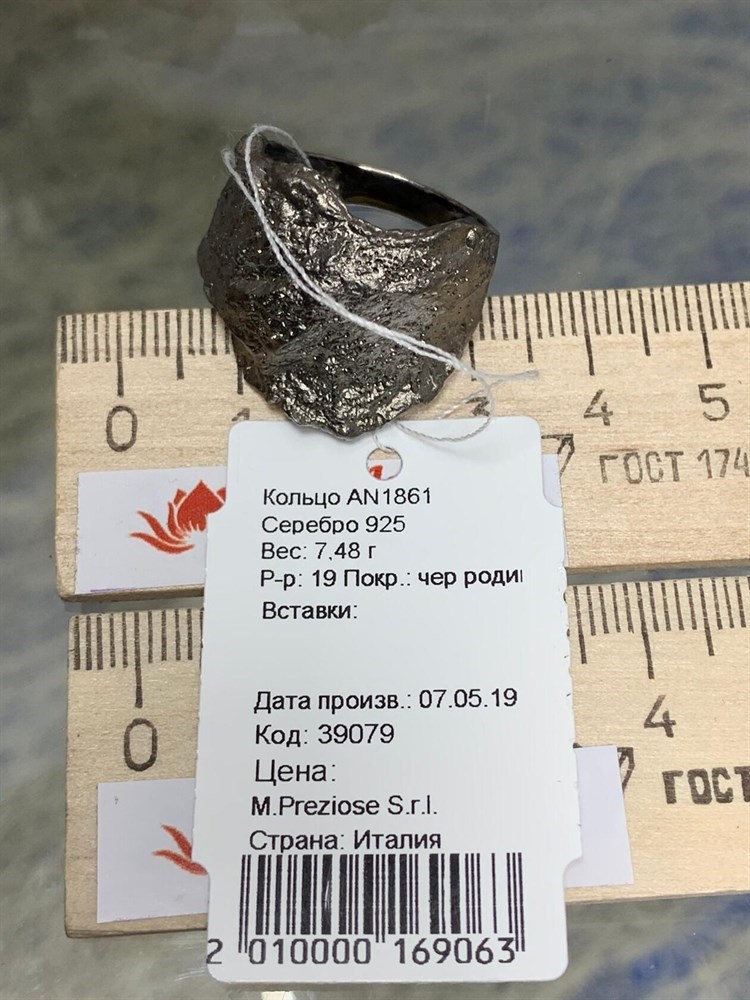 0 1 3 4 5
ГОСТ 174
Кольцо AN1861
Серебро 925
Вес: 7,48 г
Р-р: 19 Покр.: чер роди
Вставки:
Дата произв.: 07.05.19
Код: 39079
Цена:
M.Preziose S.r.l.
Страна: Италия
2 010000 169063
0 4
ГОСТ